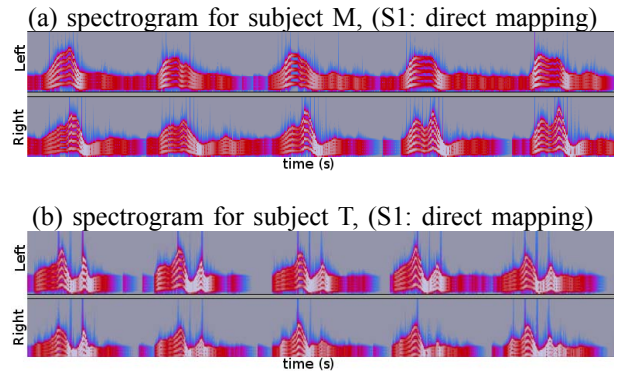 (a) spectrogram for subject M, (S1: direct mapping)
Left
Right
time (s)
(b) spectrogram for subject T, (S1: direct mapping)
Left
Right
time (s)